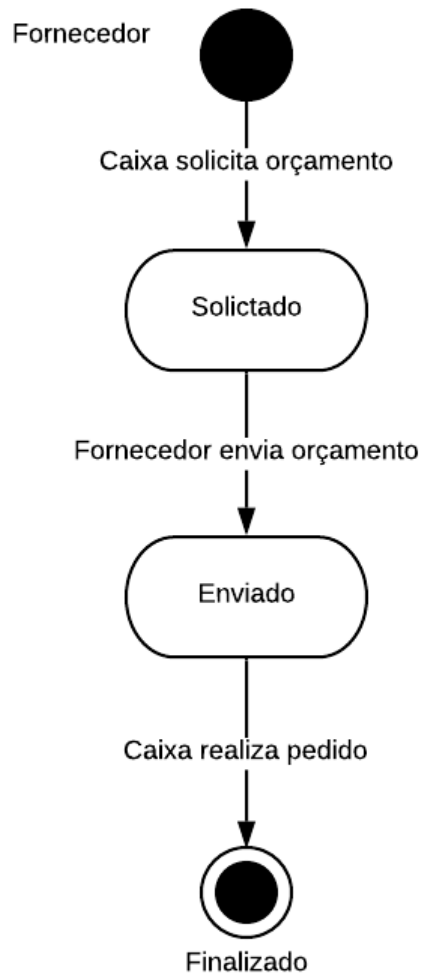 Fornecedor
Caixa solicita orçamento
Solictado
Fornecedor envia orçamento
Enviado
Caixa realiza pedido
Finalizado